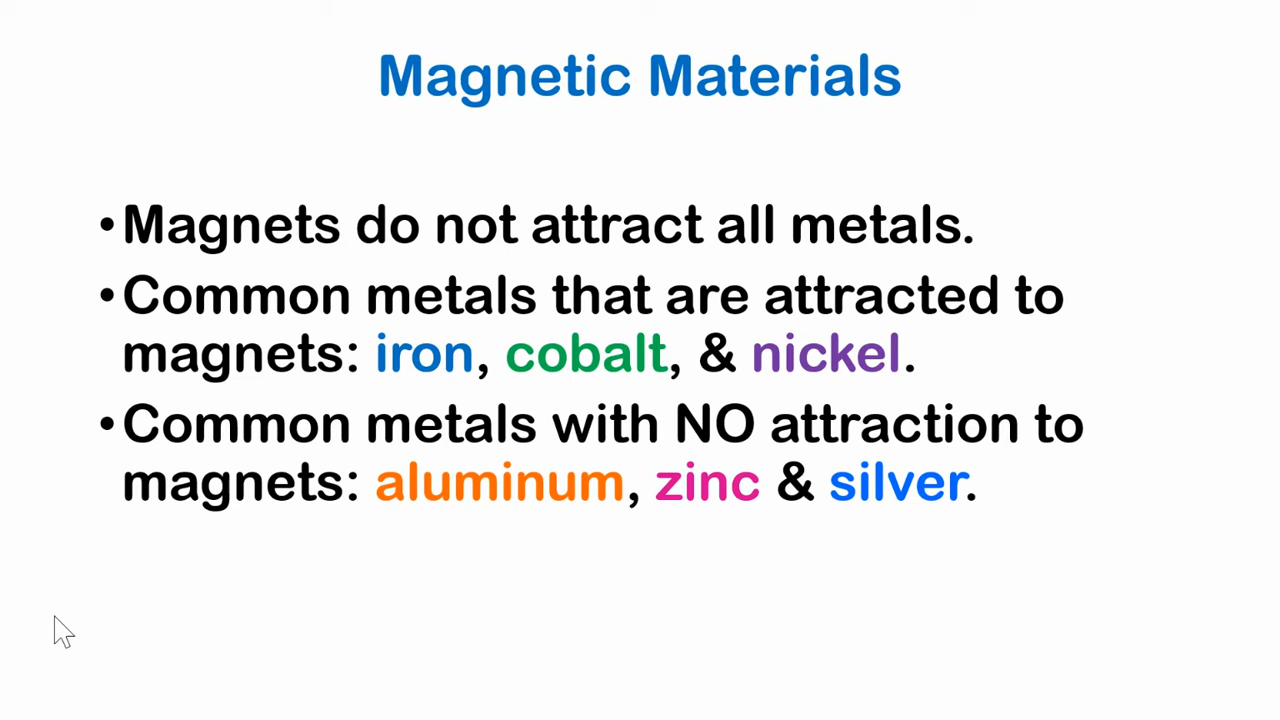 Magnetic Materials
•Magnets do not attract all metals.
•Common metals that are attracted to
magnets: iron, cobalt, & nickel.
•Common metals with NO attraction to
magnets: aluminum, zinc & silver.